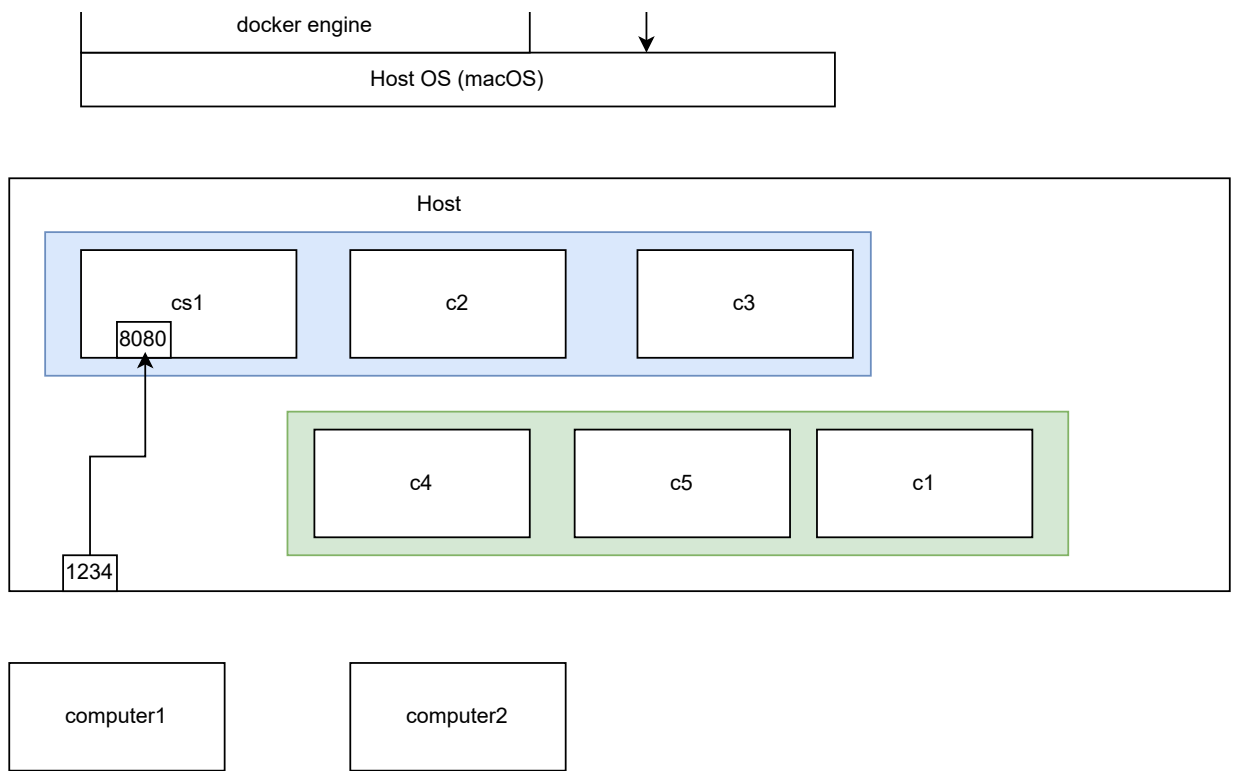 docker engine
Host OS (macOS)
Host
cs1
c2
c3
8080
c4
c5
c1
1234
computer1
computer2